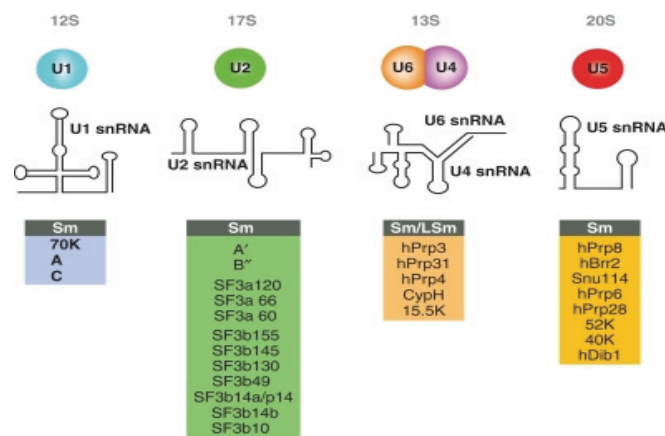 12S 17S 13S 20S
U1 U2 U6 U4 U5
U1 snRNA
U2 snRNA
U6 snRNA
U4 snRNA
U5 snRNA
Sm
70K
A
C
Sm
A′
B″
SF3a120
SF3a 66
SF3a 60
SF3b155
SF3b145
SF3b130
SF3b49
SF3b14a/p14
SF3b14b
SF3b10
Sm/LSm
hPrp3
hPrp31
hPrp4
CypH
15.5K
Sm
hPrp8
hBrr2
Snu114
hPrp6
hPrp28
52K
40K
hDib1